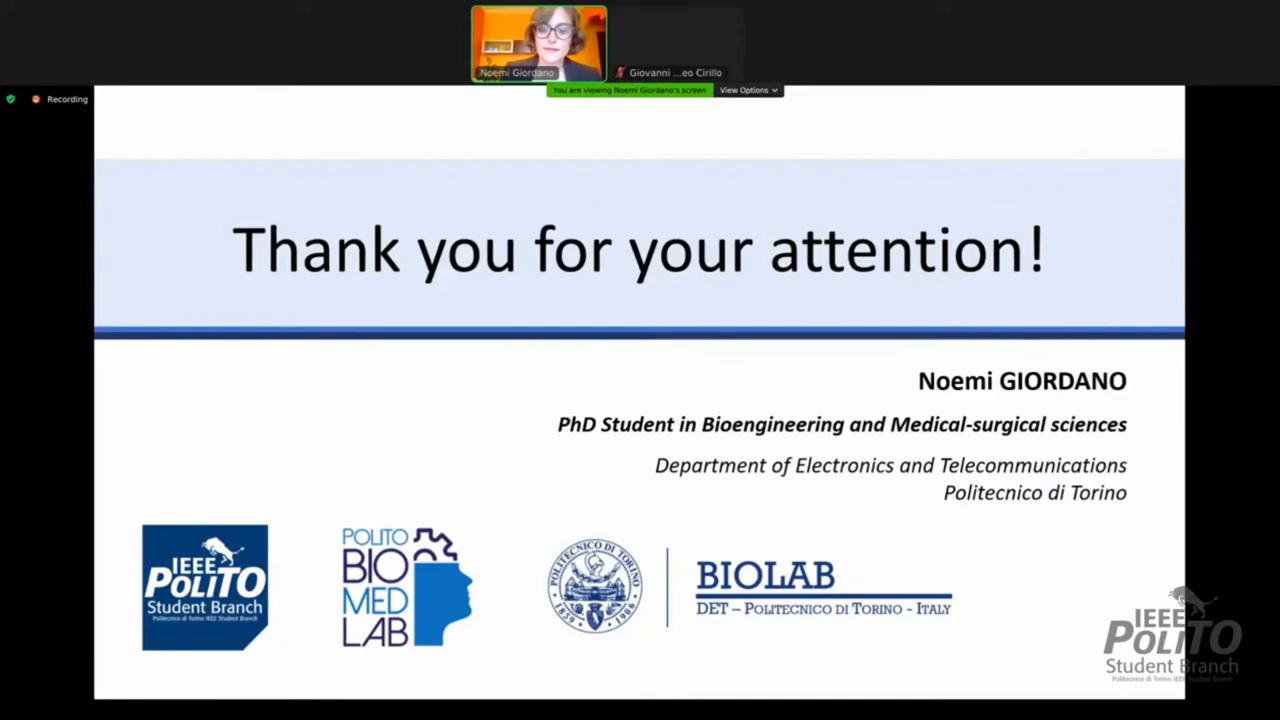 Noemi Giordano
Giovanni ...eo Cirillo
You are viewing Noemi Giordano's screen
View Options
Recording
Thank you for your attention!
Noemi GIORDANO
PhD Student in Bioengineering and Medical-surgical sciences
Department of Electronics and Telecommunications
Politecnico di Torino
IEEE
POLITO
Student Branch
Politecnico di Torino IEEE Student Branch
POLITO
BIO
MED
LAB
POLITECNICO DI TORINO
1859 1906
BIOLAB
DET – POLITECNICO DI TORINO - ITALY
IEEE
POLITO
Student Branch
Politecnico di Torino IEEE Student Branch